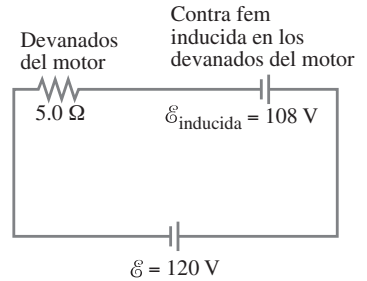 Devanados
del motor
Contra fem
inducida en los
devanados del motor
5.0 Ω
ℰinducida = 108 V
ℰ = 120 V